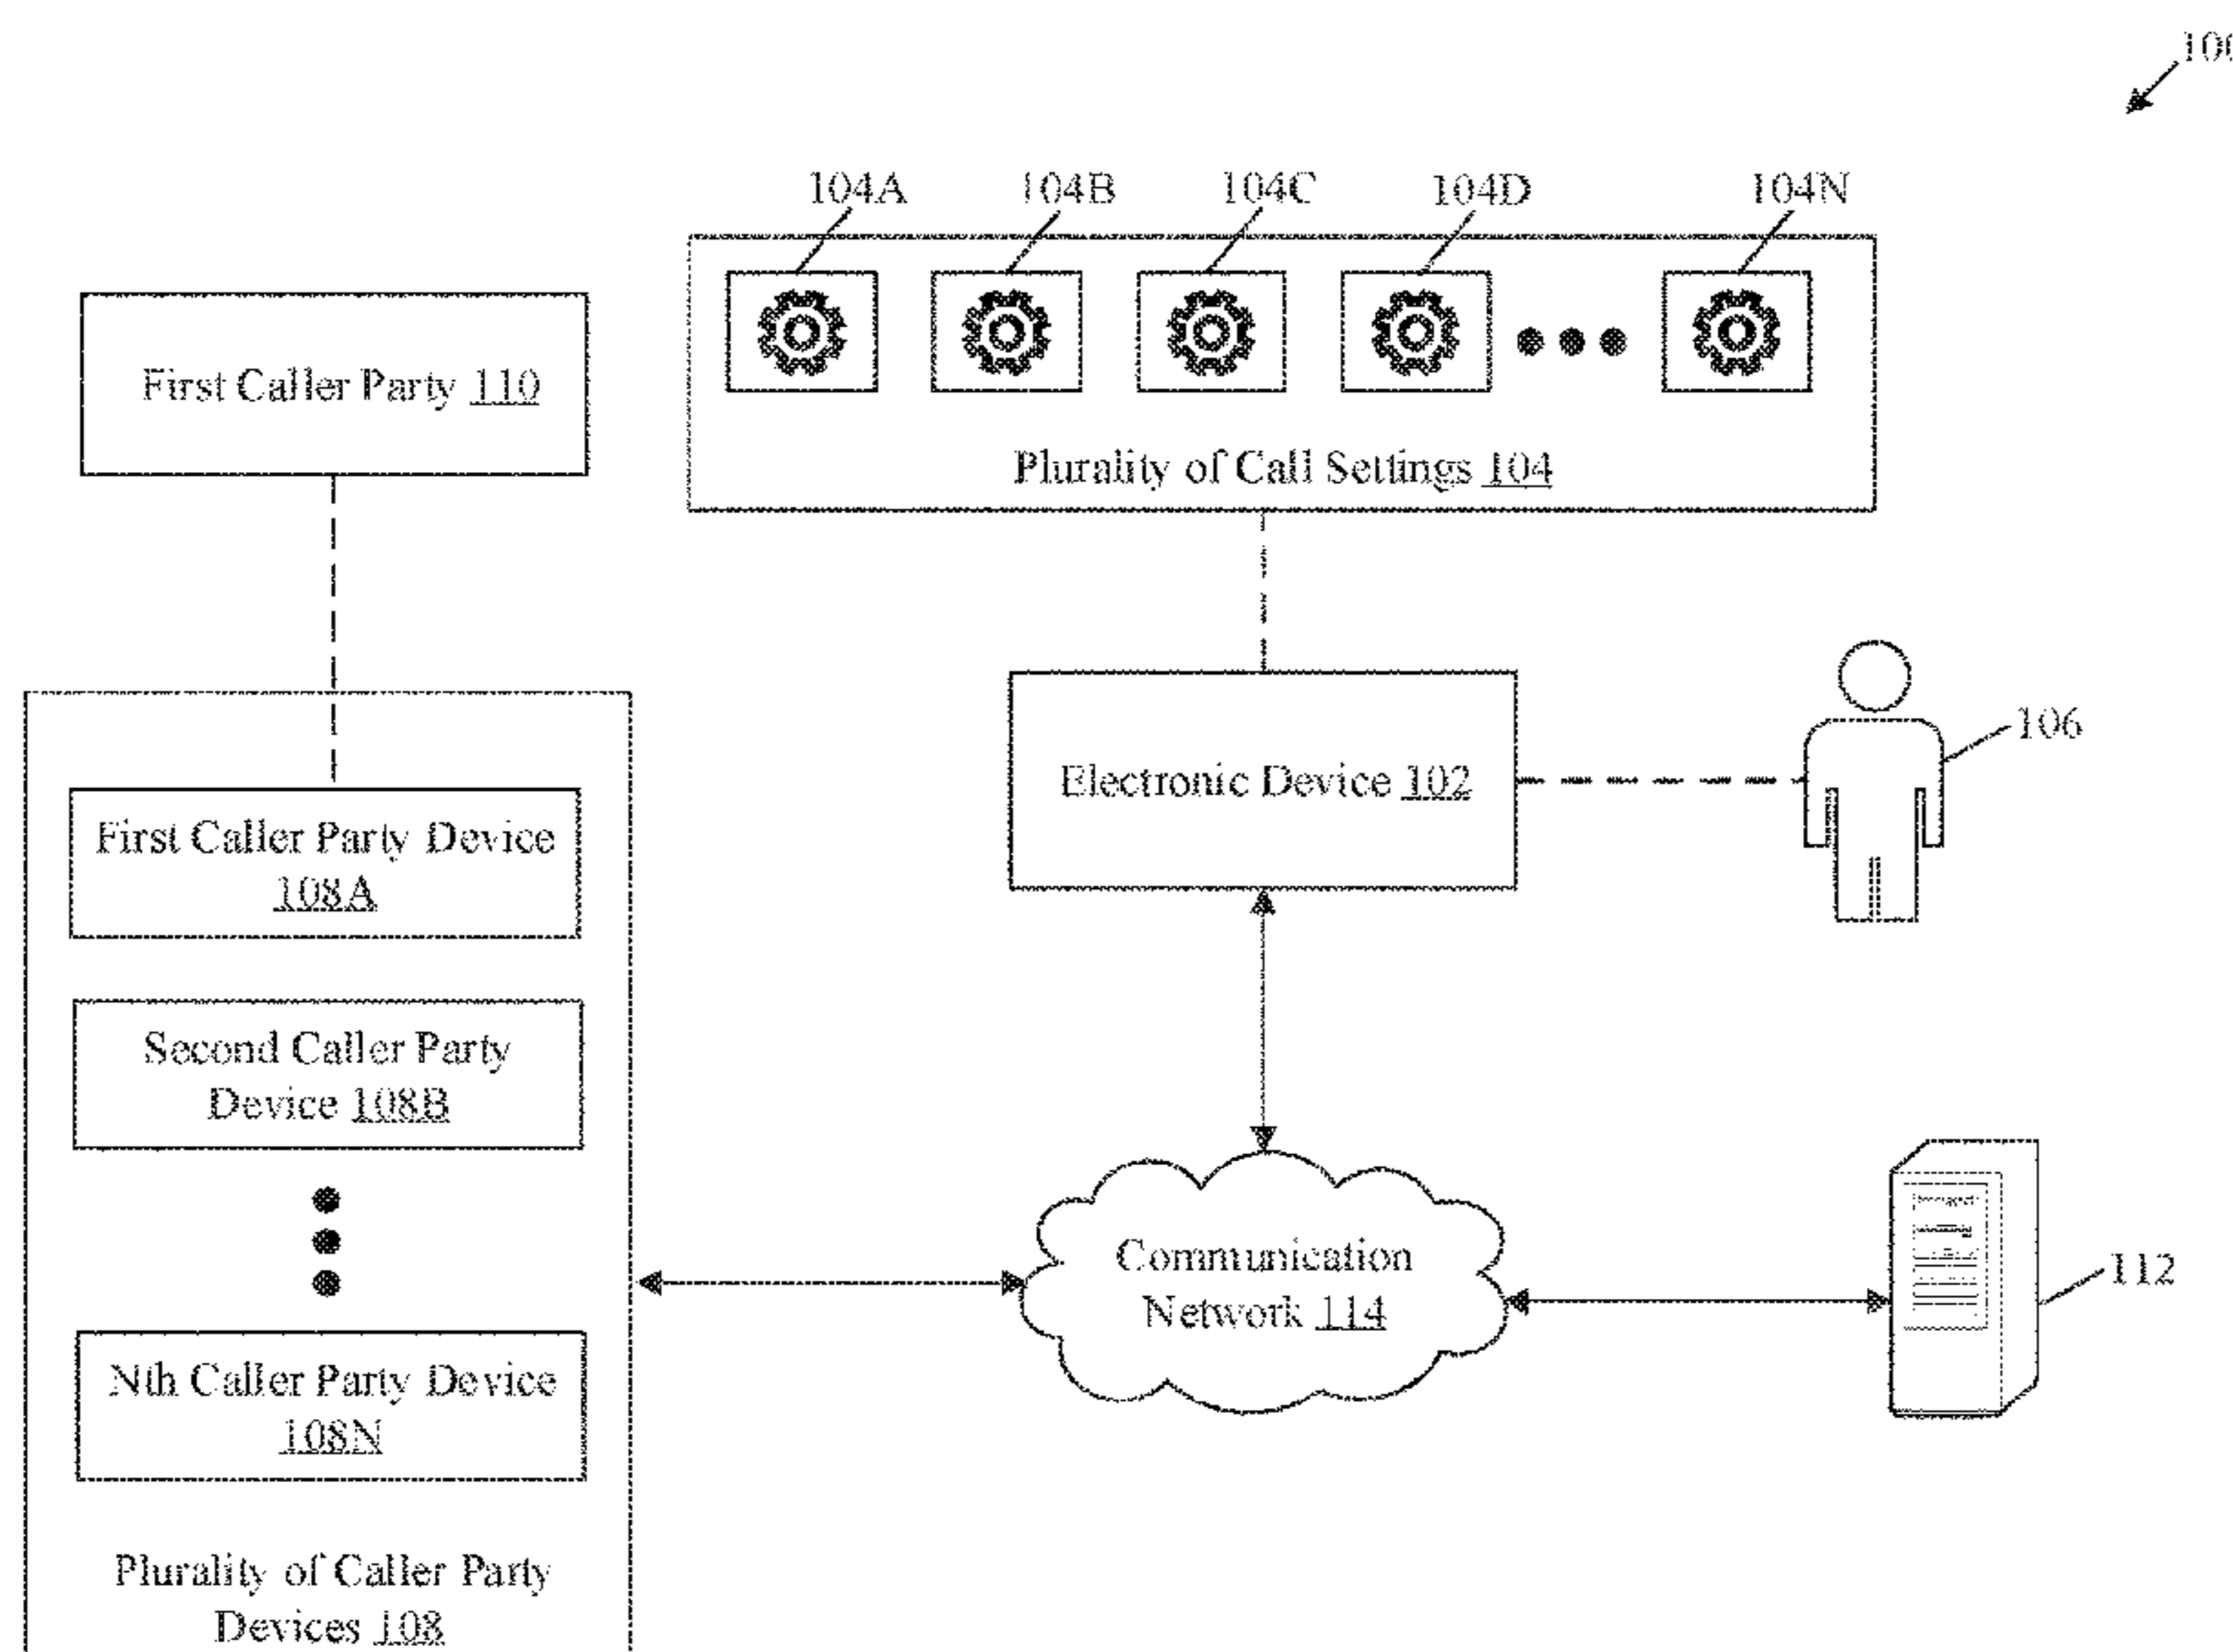 104A 104B 104C 104D 104N
First Caller Party 110
Plurality of Call Settings 104
Electronic Device 102
106
First Caller Party Device
108A
Second Caller Party
Device 108B
Nth Caller Party Device
108N
Plurality of Caller Party
Devices 108
Communication
Network 114
112